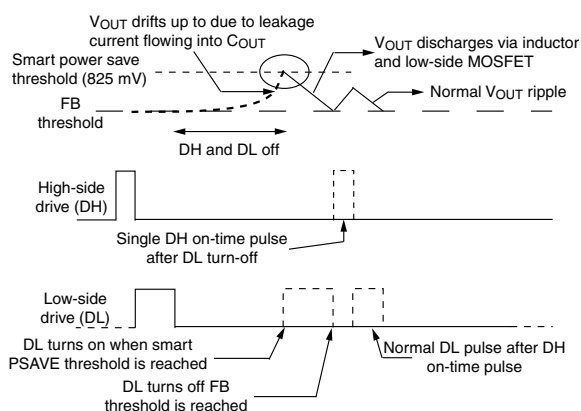 VOUT drifts up to due to leakage
current flowing into COUT
VOUT discharges via inductor
and low-side MOSFET
Smart power save
threshold (825 mV)
Normal VOUT ripple
FB
threshold
DH and DL off
High-side
drive (DH)
Single DH on-time pulse
after DL turn-off
Low-side
drive (DL)
DL turns on when smart
PSAVE threshold is reached
Normal DL pulse after DH
on-time pulse
DL turns off FB
threshold is reached